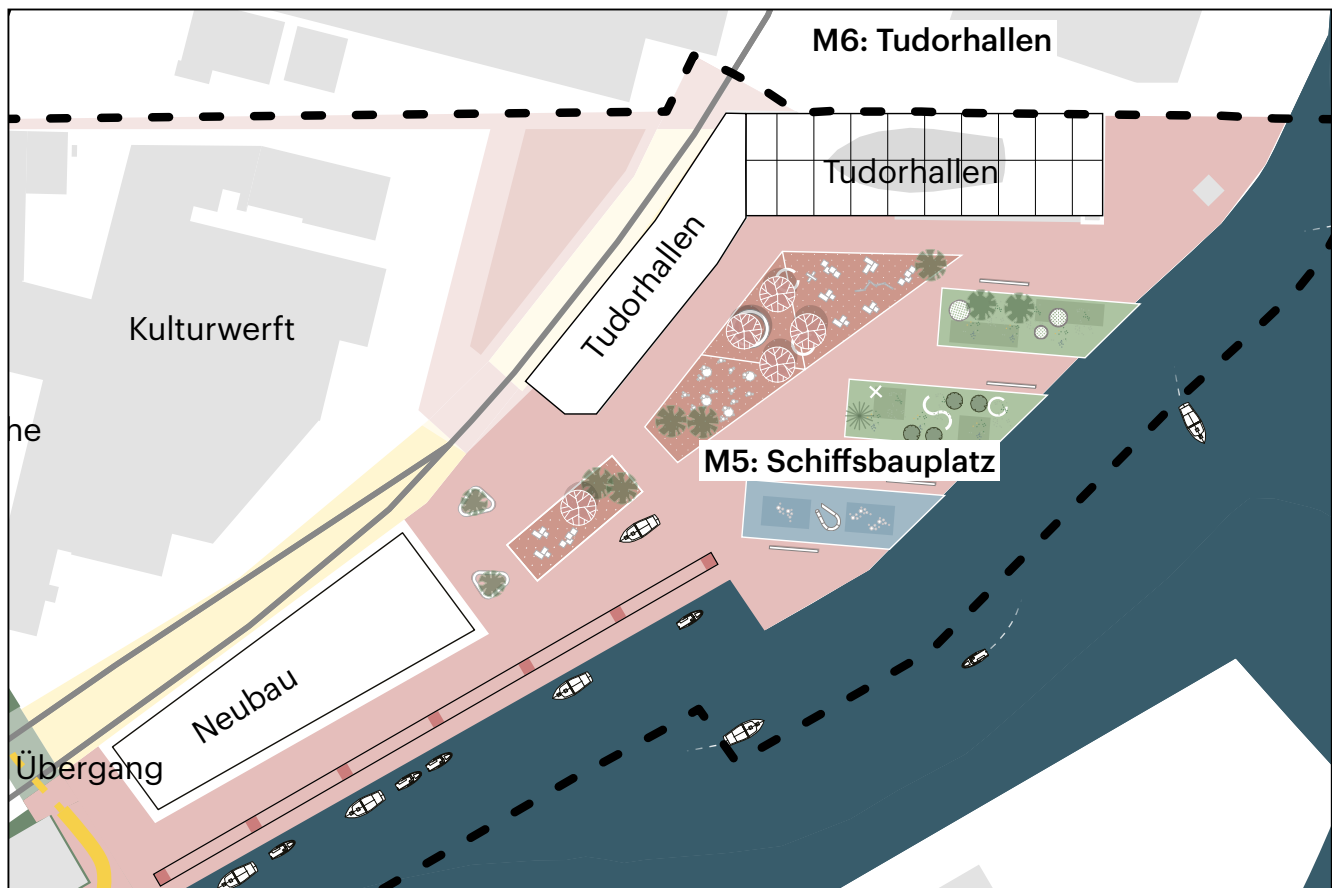 M6: Tudorhallen
Tudorhallen
Tudorhallen
Kulturwerft
he
M5: Schiffsbauplatz
Neubau
Übergang